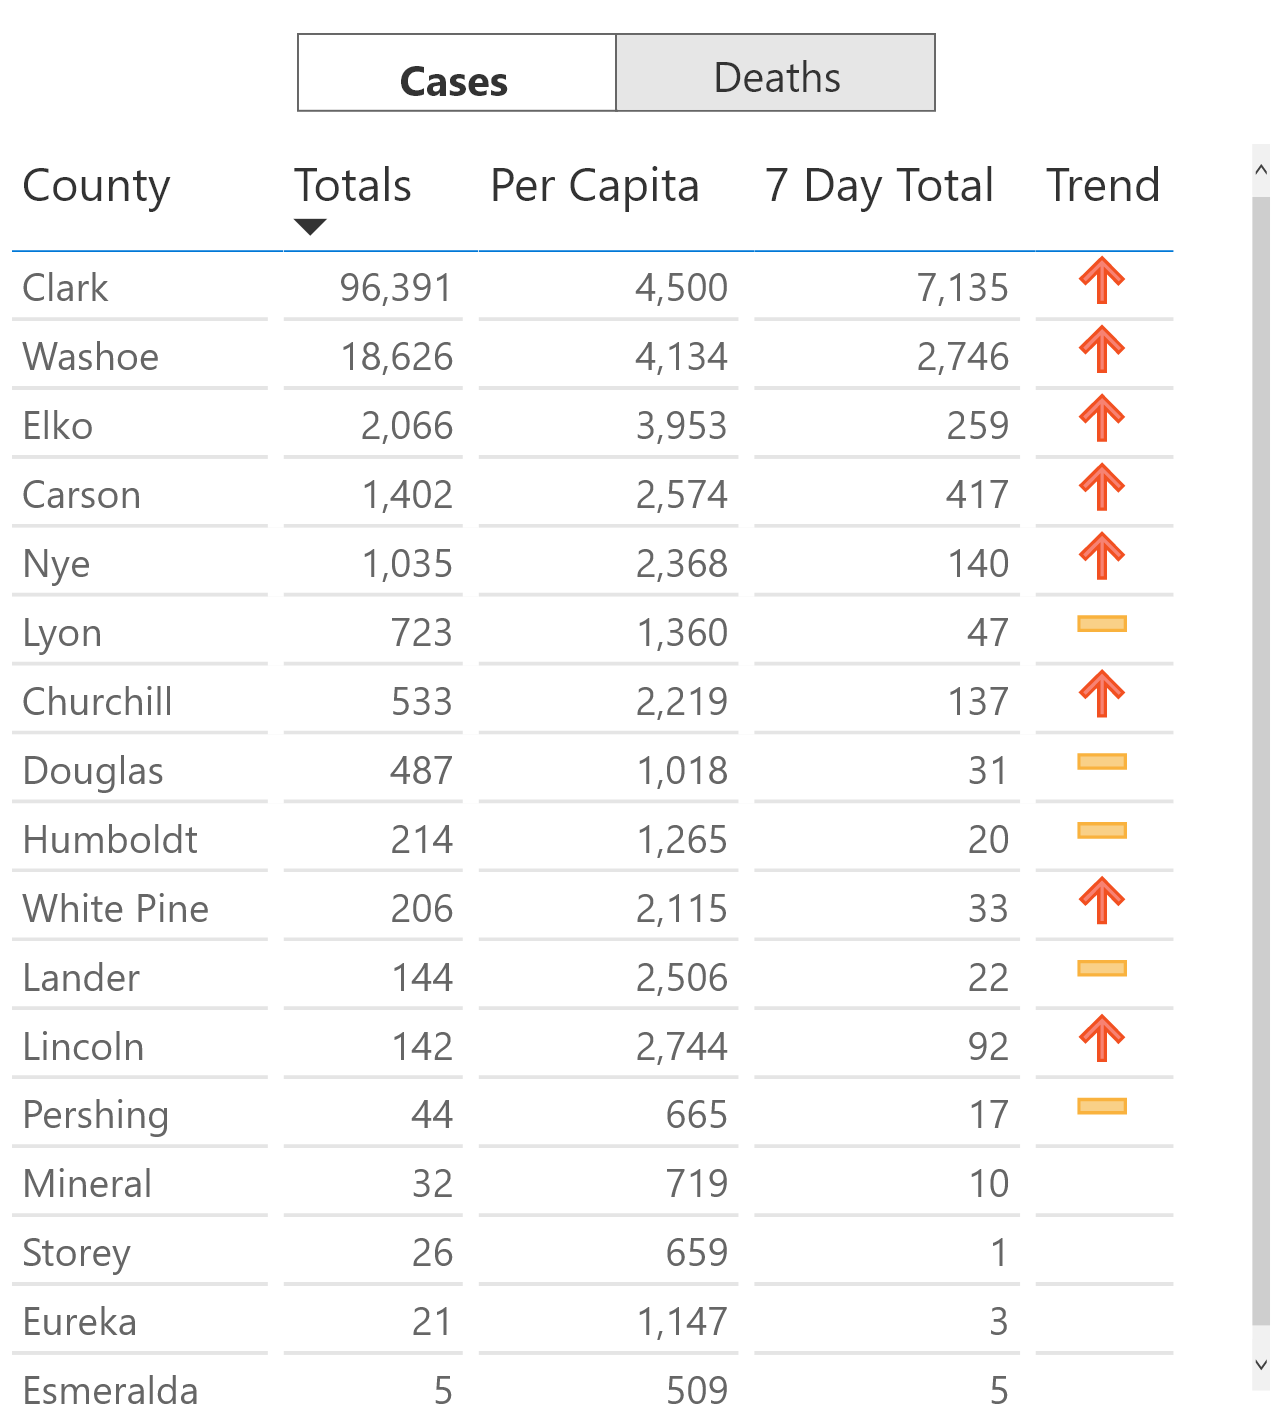 Cases Deaths
County Totals Per Capita 7 Day Total Trend
Clark 96,391 4,500 7,135
Washoe 18,626 4,134 2,746
Elko 2,066 3,953 259
Carson 1,402 2,574 417
Nye 1,035 2,368 140
Lyon 723 1,360 47
Churchill 533 2,219 137
Douglas 487 1,018 31
Humboldt 214 1,265 20
White Pine 206 2,115 33
Lander 144 2,506 22
Lincoln 142 2,744 92
Pershing 44 665 17
Mineral 32 719 10
Storey 26 659 1
Eureka 21 1,147 3
Esmeralda 5 509 5